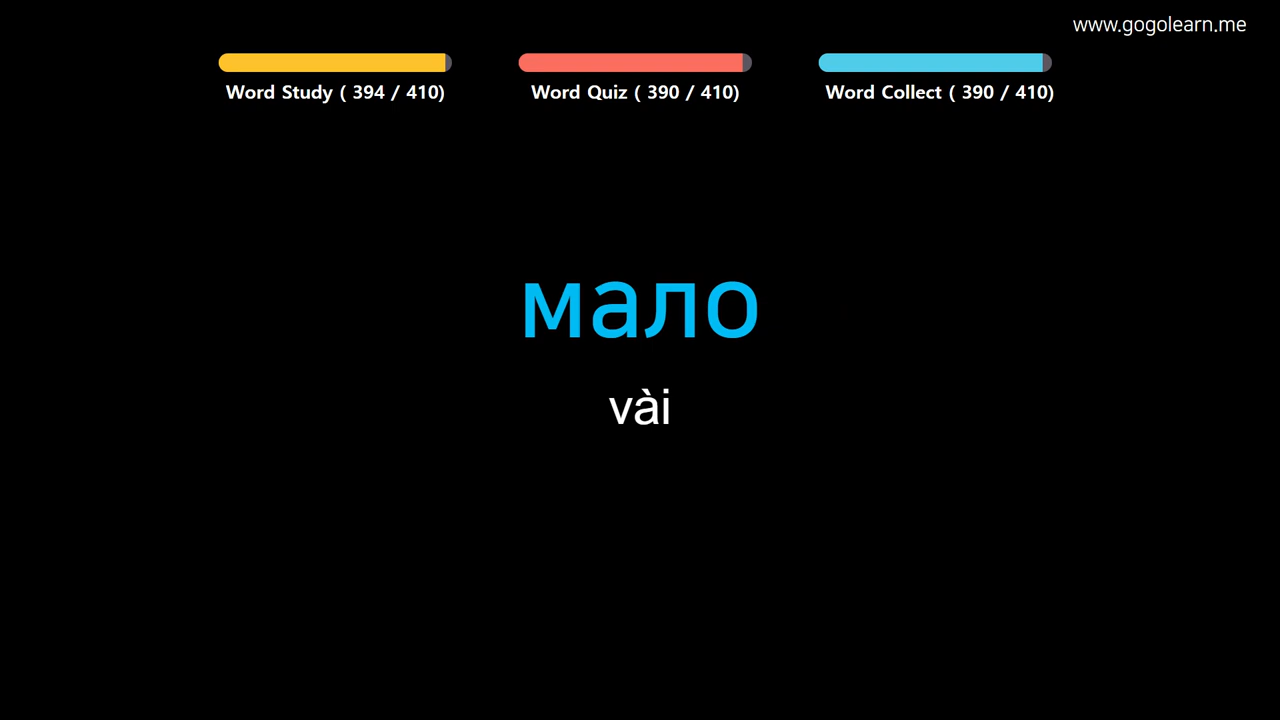 www.gogolearn.me
Word Study ( 394 / 410)
Word Quiz ( 390 / 410)
Word Collect ( 390 / 410)
мало
vài